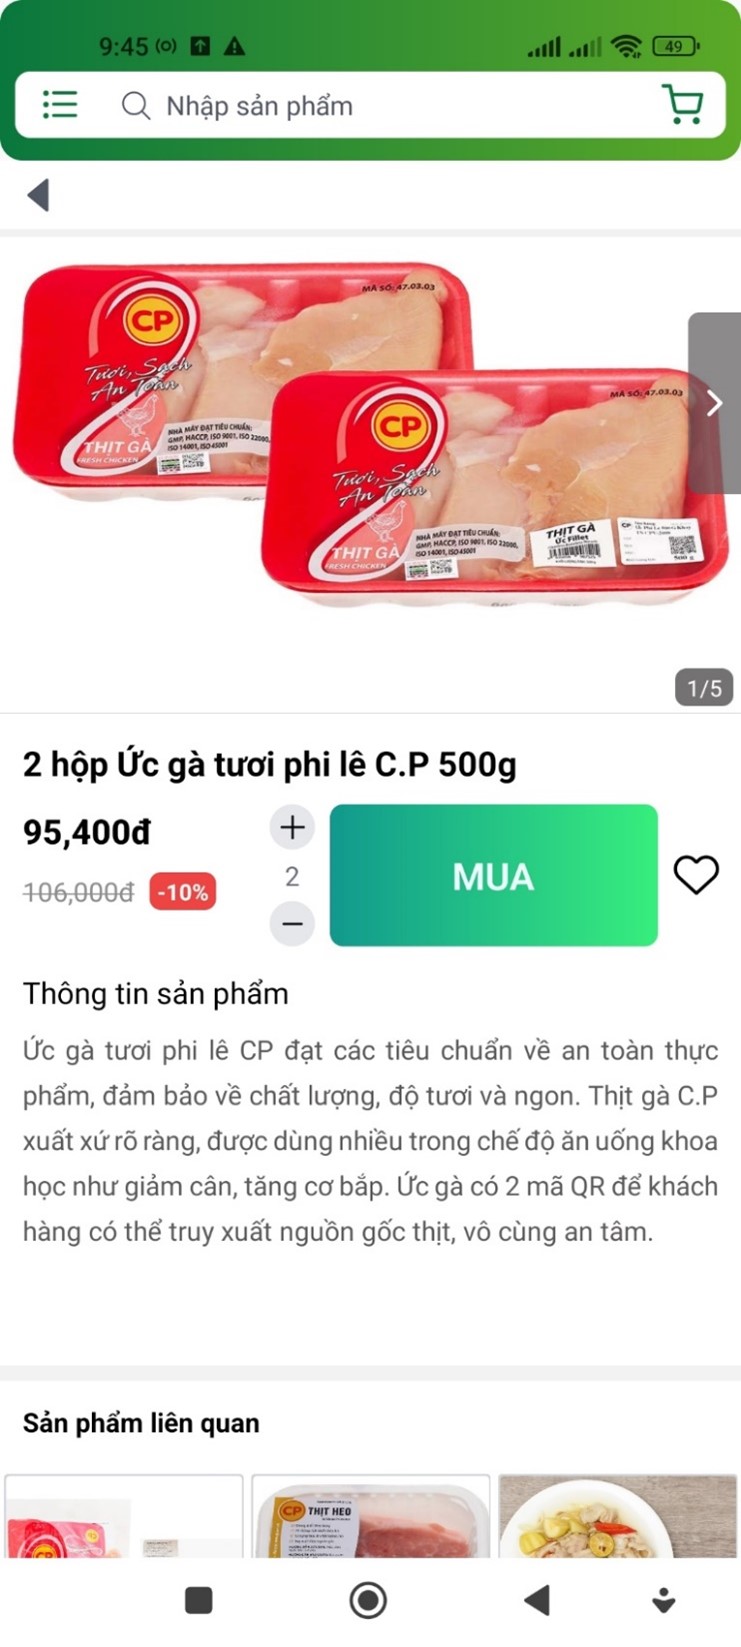 9:45
49
Nhập sản phẩm
MÃ SỐ: 47.03.03
CP
Tươi, Sạch
An Toàn
THỊT GÀ
FRESH CHICKEN
NHÀ MÁY ĐẠT TIÊU CHUẨN:
GMP, HACCP, ISO 9001, ISO 22000,
ISO 14001, ISO 45001
MÃ SỐ: 47.03.03
CP
Tươi, Sạch
An Toàn
THỊT GÀ
FRESH CHICKEN
NHÀ MÁY ĐẠT TIÊU CHUẨN:
GMP, HACCP, ISO 9001, ISO 22000,
ISO 14001, ISO 45001
THỊT GÀ
Ức Fillet
500 g
1/5
2 hộp Ức gà tươi phi lê C.P 500g
95,400đ
106,000đ -10%
2
MUA
Thông tin sản phẩm
Ức gà tươi phi lê CP đạt các tiêu chuẩn về an toàn thực
phẩm, đảm bảo về chất lượng, độ tươi và ngon. Thịt gà C.P
xuất xứ rõ ràng, được dùng nhiều trong chế độ ăn uống khoa
học như giảm cân, tăng cơ bắp. Ức gà có 2 mã QR để khách
hàng có thể truy xuất nguồn gốc thịt, vô cùng an tâm.
Sản phẩm liên quan
CP
CP THỊT HEO